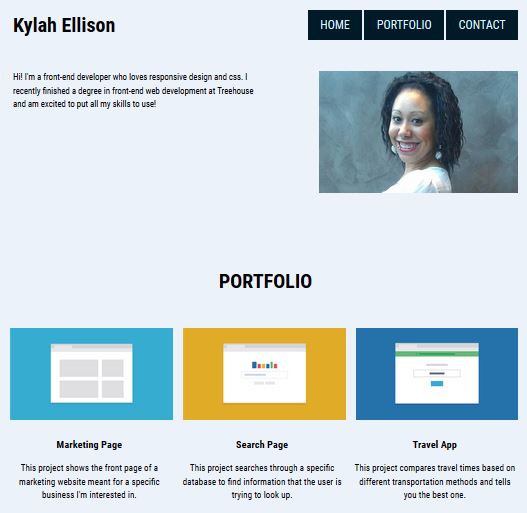 Kylah Ellison
HOME
PORTFOLIO
CONTACT
Hi! I'm a front-end developer who loves responsive design and css. I
recently finished a degree in front-end web development at Treehouse
and am excited to put all my skills to use!
PORTFOLIO
Marketing Page
This project shows the front page of a
marketing website meant for a specific
business I'm interested in.
Search Page
This project searches through a specific
database to find information that the user is
trying to look up.
Travel App
This project compares travel times based on
different transportation methods and tells
you the best one.